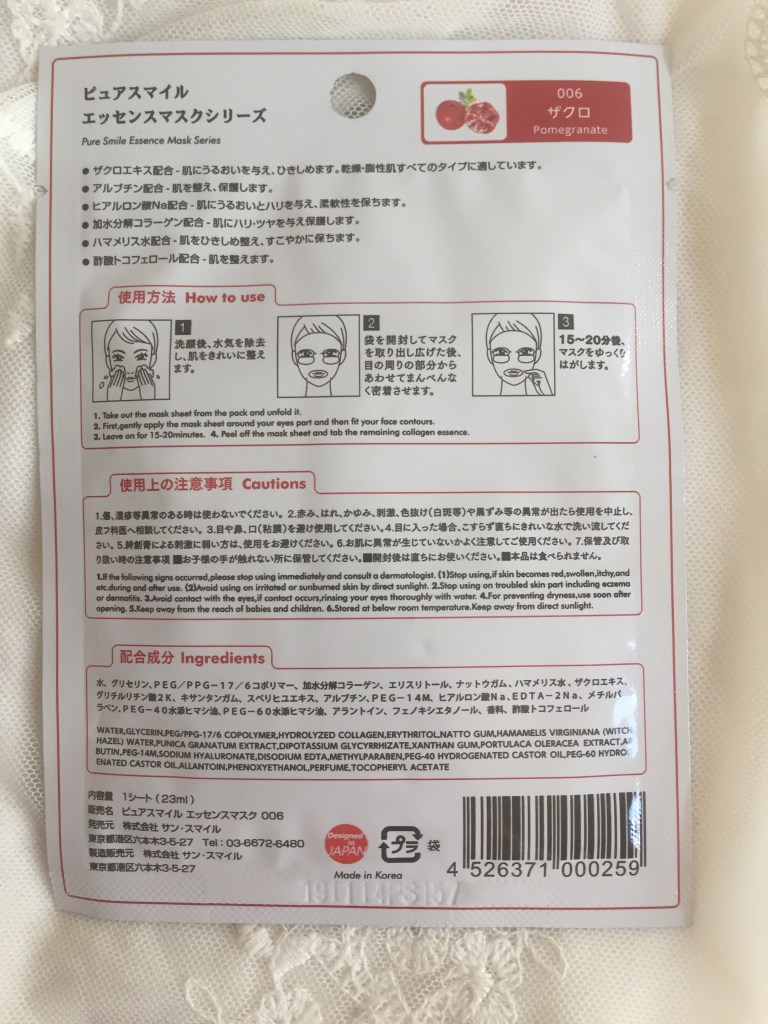 ピュアスマイル
エッセンスマスクシリーズ
Pure Smile Essence Mask Series
006
ザクロ
Pomegranate
● ザクロエキス配合 - 肌にうるおいを与え、ひきしめます。乾燥・脂性肌すべてのタイプに適しています。
● アルブチン配合 - 肌を整え、保護します。
● ヒアルロン酸Na配合 - 肌にうるおいとハリを与え、柔軟性を保ちます。
● 加水分解コラーゲン配合 - 肌にハリ・ツヤを与え保護します。
● ハマメリス水配合 - 肌をひきしめ整え、すこやかに保ちます。
● 酢酸トコフェロール配合 - 肌を整えます。
使用方法 How to use
1
洗顔後、水気を除去
し、肌をきれいに整え
ます。
2
袋を開封してマスク
を取り出し広げた後、
目の周りの部分から
あわせてまんべんな
く密着させます。
3
15〜20分後、
マスクをゆっくり
はがします。
1. Take out the mask sheet from the pack and unfold it.
2. First,gently apply the mask sheet around your eyes part and then fit your face contours.
3. Leave on for 15-20minutes. 4. Peel off the mask sheet and tab the remaining collagen essence.
使用上の注意事項 Cautions
1.傷、湿疹等異常のある時は使わないでください。2.赤み、はれ、かゆみ、刺激、色抜け(白斑等)や黒ずみ等の異常が出たら使用を中止し、
皮フ科医へ相談してください。3.目や鼻、口(粘膜)を避け使用してください。4.目に入った場合、こすらず直ちにきれいな水で洗い流してくだ
さい。5.絆創膏による刺激に弱い方は、使用をお避けください。6.お肌に異常が生じていないかよく注意してご使用ください。7.保管及び取
り扱い時の注意事項 ■お子様の手が触れない所に保管してください。■開封後は直ちにお使いください。■本品は食べられません。
1.If the following signs occurred,please stop using immediately and consult a dermatologist. (1)Stop using,if skin becomes red,swollen,itchy,and
etc.during and after use. (2)Avoid using on irritated or sunburned skin by direct sunlight. 2.Stop using on troubled skin part including eczema
or dermatitis. 3.Avoid contact with the eyes,if contact occurs,rinsing your eyes thoroughly with water. 4.For preventing dryness,use soon after
opening. 5.Keep away from the reach of babies and children. 6.Stored at below room temperature.Keep away from direct sunlight.
配合成分 Ingredients
水、グリセリン、PEG/PPG-17/6コポリマー、加水分解コラーゲン、エリスリトール、ナットウガム、ハマメリス水、ザクロエキス、
グリチルリチン酸2K、キサンタンガム、スベリヒユエキス、アルブチン、PEG-14M、ヒアルロン酸Na、EDTA-2Na、メチルパ
ラベン、PEG-40水添ヒマシ油、PEG-60水添ヒマシ油、アラントイン、フェノキシエタノール、香料、酢酸トコフェロール
WATER,GLYCERIN,PEG/PPG-17/6 COPOLYMER,HYDROLYZED COLLAGEN,ERYTHRITOL,NATTO GUM,HAMAMELIS VIRGINIANA (WITCH
HAZEL) WATER,PUNICA GRANATUM EXTRACT,DIPOTASSIUM GLYCYRRHIZATE,XANTHAN GUM,PORTULACA OLERACEA EXTRACT,AR
BUTIN,PEG-14M,SODIUM HYALURONATE,DISODIUM EDTA,METHYLPARABEN,PEG-40 HYDROGENATED CASTOR OIL,PEG-60 HYDROG
ENATED CASTOR OIL,ALLANTOIN,PHENOXYETHANOL,PERFUME,TOCOPHERYL ACETATE
内容量 1シート(23ml)
販売名 ピュアスマイル エッセンスマスク 006
発売元 株式会社 サン・スマイル
東京都港区六本木3-5-27 Tel：03-6672-6480
製造販売元 株式会社 サン・スマイル
東京都港区六本木3-5-27
Designed
in
JAPAN
プラ 袋
Made in Korea
4 526371 000259